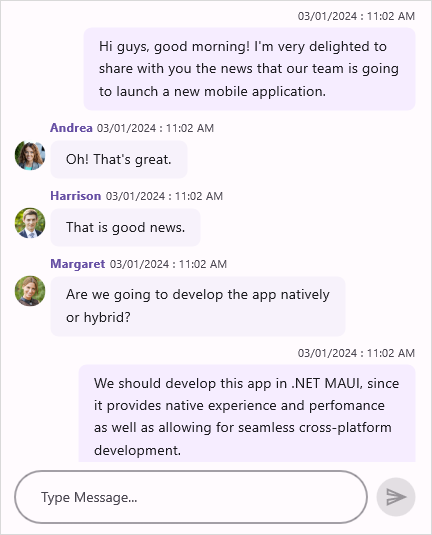 03/01/2024 : 11:02 AM
Hi guys, good morning! I'm very delighted to
share with you the news that our team is going
to launch a new mobile application.
Andrea 03/01/2024 : 11:02 AM
Oh! That's great.
Harrison 03/01/2024 : 11:02 AM
That is good news.
Margaret 03/01/2024 : 11:02 AM
Are we going to develop the app natively
or hybrid?
03/01/2024 : 11:02 AM
We should develop this app in .NET MAUI, since
it provides native experience and perfomance
as well as allowing for seamless cross-platform
development.
Type Message...